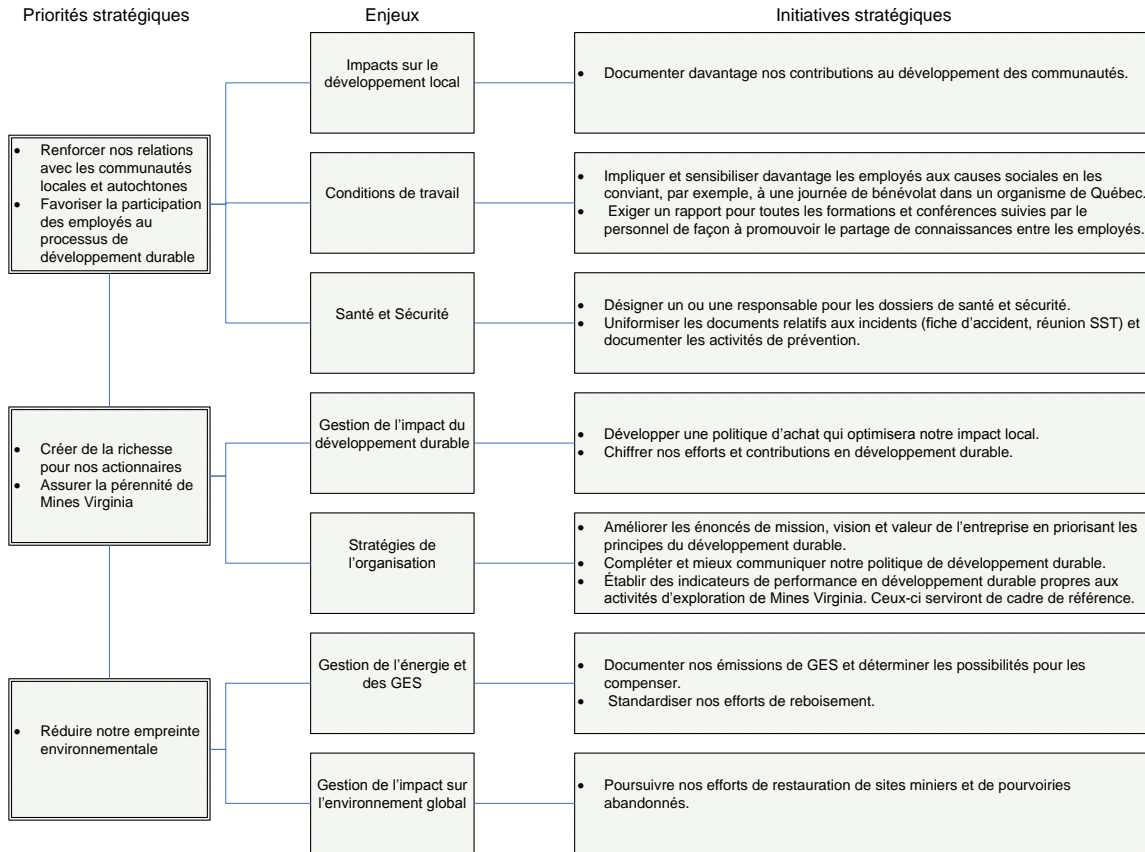 Priorités stratégiques
Enjeux
Initiatives stratégiques
• Renforcer nos relations
avec les communautés
locales et autochtones
• Favoriser la participation
des employés au
processus de
développement durable
Impacts sur le
développement local
• Documenter davantage nos contributions au développement des communautés.
Conditions de travail
• Impliquer et sensibiliser davantage les employés aux causes sociales en les
conviant, par exemple, à une journée de bénévolat dans un organisme de Québec.
• Exiger un rapport pour toutes les formations et conférences suivies par le
personnel de façon à promouvoir le partage de connaissances entre les employés.
Santé et Sécurité
• Désigner un ou une responsable pour les dossiers de santé et sécurité.
• Uniformiser les documents relatifs aux incidents (fiche d'accident, réunion SST) et
documenter les activités de prévention.
• Créer de la richesse
pour nos actionnaires
• Assurer la pérennité de
Mines Virginia
Gestion de l'impact du
développement durable
• Développer une politique d'achat qui optimisera notre impact local.
• Chiffrer nos efforts et contributions en développement durable.
Stratégies de
l'organisation
• Améliorer les énoncés de mission, vision et valeur de l'entreprise en priorisant les
principes du développement durable.
• Compléter et mieux communiquer notre politique de développement durable.
• Établir des indicateurs de performance en développement durable propres aux
activités d'exploration de Mines Virginia. Ceux-ci serviront de cadre de référence.
• Réduire notre empreinte
environnementale
Gestion de l'énergie et
des GES
• Documenter nos émissions de GES et déterminer les possibilités pour les
compenser.
• Standardiser nos efforts de reboisement.
Gestion de l'impact sur
l'environnement global
• Poursuivre nos efforts de restauration de sites miniers et de pourvoiries
abandonnés.